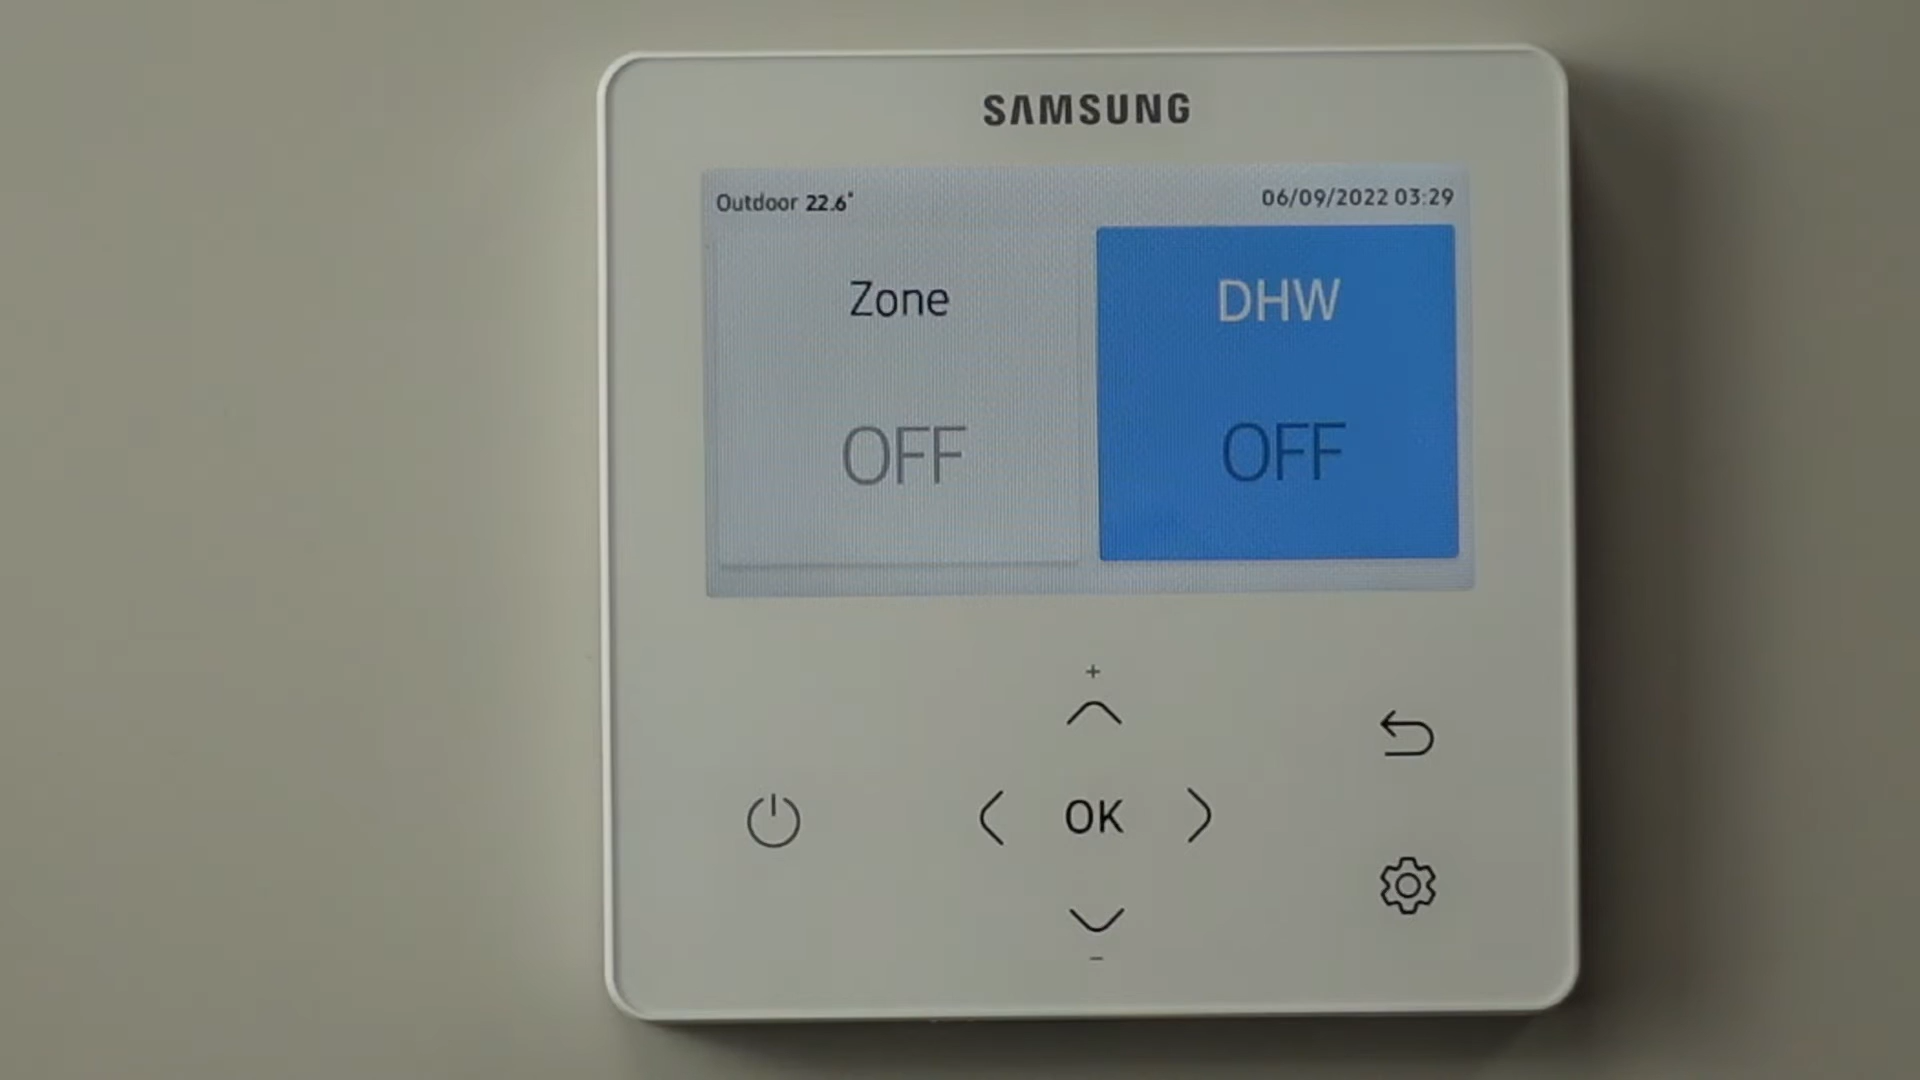 SAMSUNG
Outdoor 22.6°
06/09/2022 03:29
Zone
DHW
OFF
OFF
+
OK
-